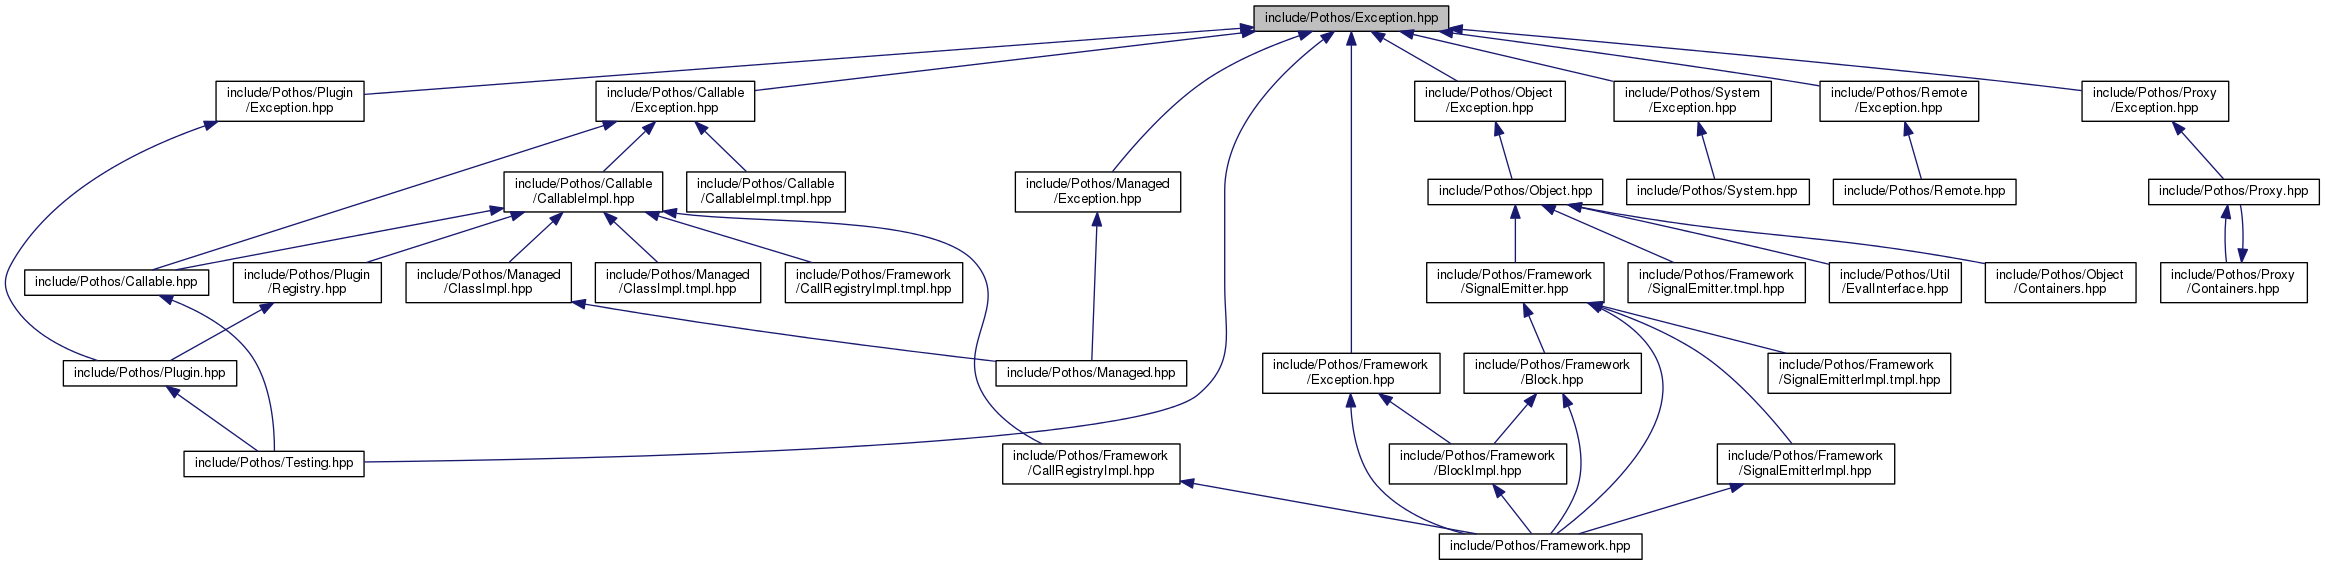 include/Pothos/Exception.hpp
include/Pothos/Plugin
/Exception.hpp
include/Pothos/Callable
/Exception.hpp
include/Pothos/Object
/Exception.hpp
include/Pothos/System
/Exception.hpp
include/Pothos/Remote
/Exception.hpp
include/Pothos/Proxy
/Exception.hpp
include/Pothos/Callable
/CallableImpl.hpp
include/Pothos/Callable
/CallableImpl.tmpl.hpp
include/Pothos/Managed
/Exception.hpp
include/Pothos/Object.hpp
include/Pothos/System.hpp
include/Pothos/Remote.hpp
include/Pothos/Proxy.hpp
include/Pothos/Callable.hpp
include/Pothos/Plugin
/Registry.hpp
include/Pothos/Managed
/ClassImpl.hpp
include/Pothos/Managed
/ClassImpl.tmpl.hpp
include/Pothos/Framework
/CallRegistryImpl.tmpl.hpp
include/Pothos/Framework
/SignalEmitter.hpp
include/Pothos/Framework
/SignalEmitter.tmpl.hpp
include/Pothos/Util
/EvalInterface.hpp
include/Pothos/Object
/Containers.hpp
include/Pothos/Proxy
/Containers.hpp
include/Pothos/Plugin.hpp
include/Pothos/Managed.hpp
include/Pothos/Framework
/Exception.hpp
include/Pothos/Framework
/Block.hpp
include/Pothos/Framework
/SignalEmitterImpl.tmpl.hpp
include/Pothos/Testing.hpp
include/Pothos/Framework
/CallRegistryImpl.hpp
include/Pothos/Framework
/BlockImpl.hpp
include/Pothos/Framework
/SignalEmitterImpl.hpp
include/Pothos/Framework.hpp